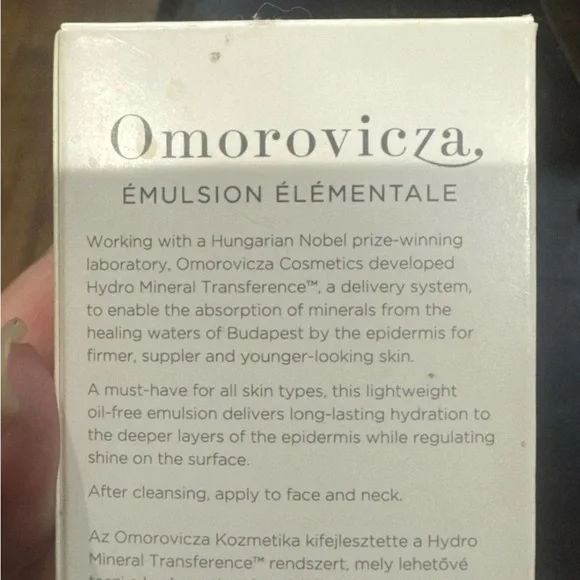 Omorovicza
ÉMULSION ÉLÉMENTALE
Working with a Hungarian Nobel prize-winning
laboratory, Omorovicza Cosmetics developed
Hydro Mineral Transference™, a delivery system,
to enable the absorption of minerals from the
healing waters of Budapest by the epidermis for
firmer, suppler and younger-looking skin.
A must-have for all skin types, this lightweight
oil-free emulsion delivers long-lasting hydration to
the deeper layers of the epidermis while regulating
shine on the surface.
After cleansing, apply to face and neck.
Az Omorovicza Kozmetika kifejlesztette a Hydro
Mineral Transference™ rendszert, mely lehetővé